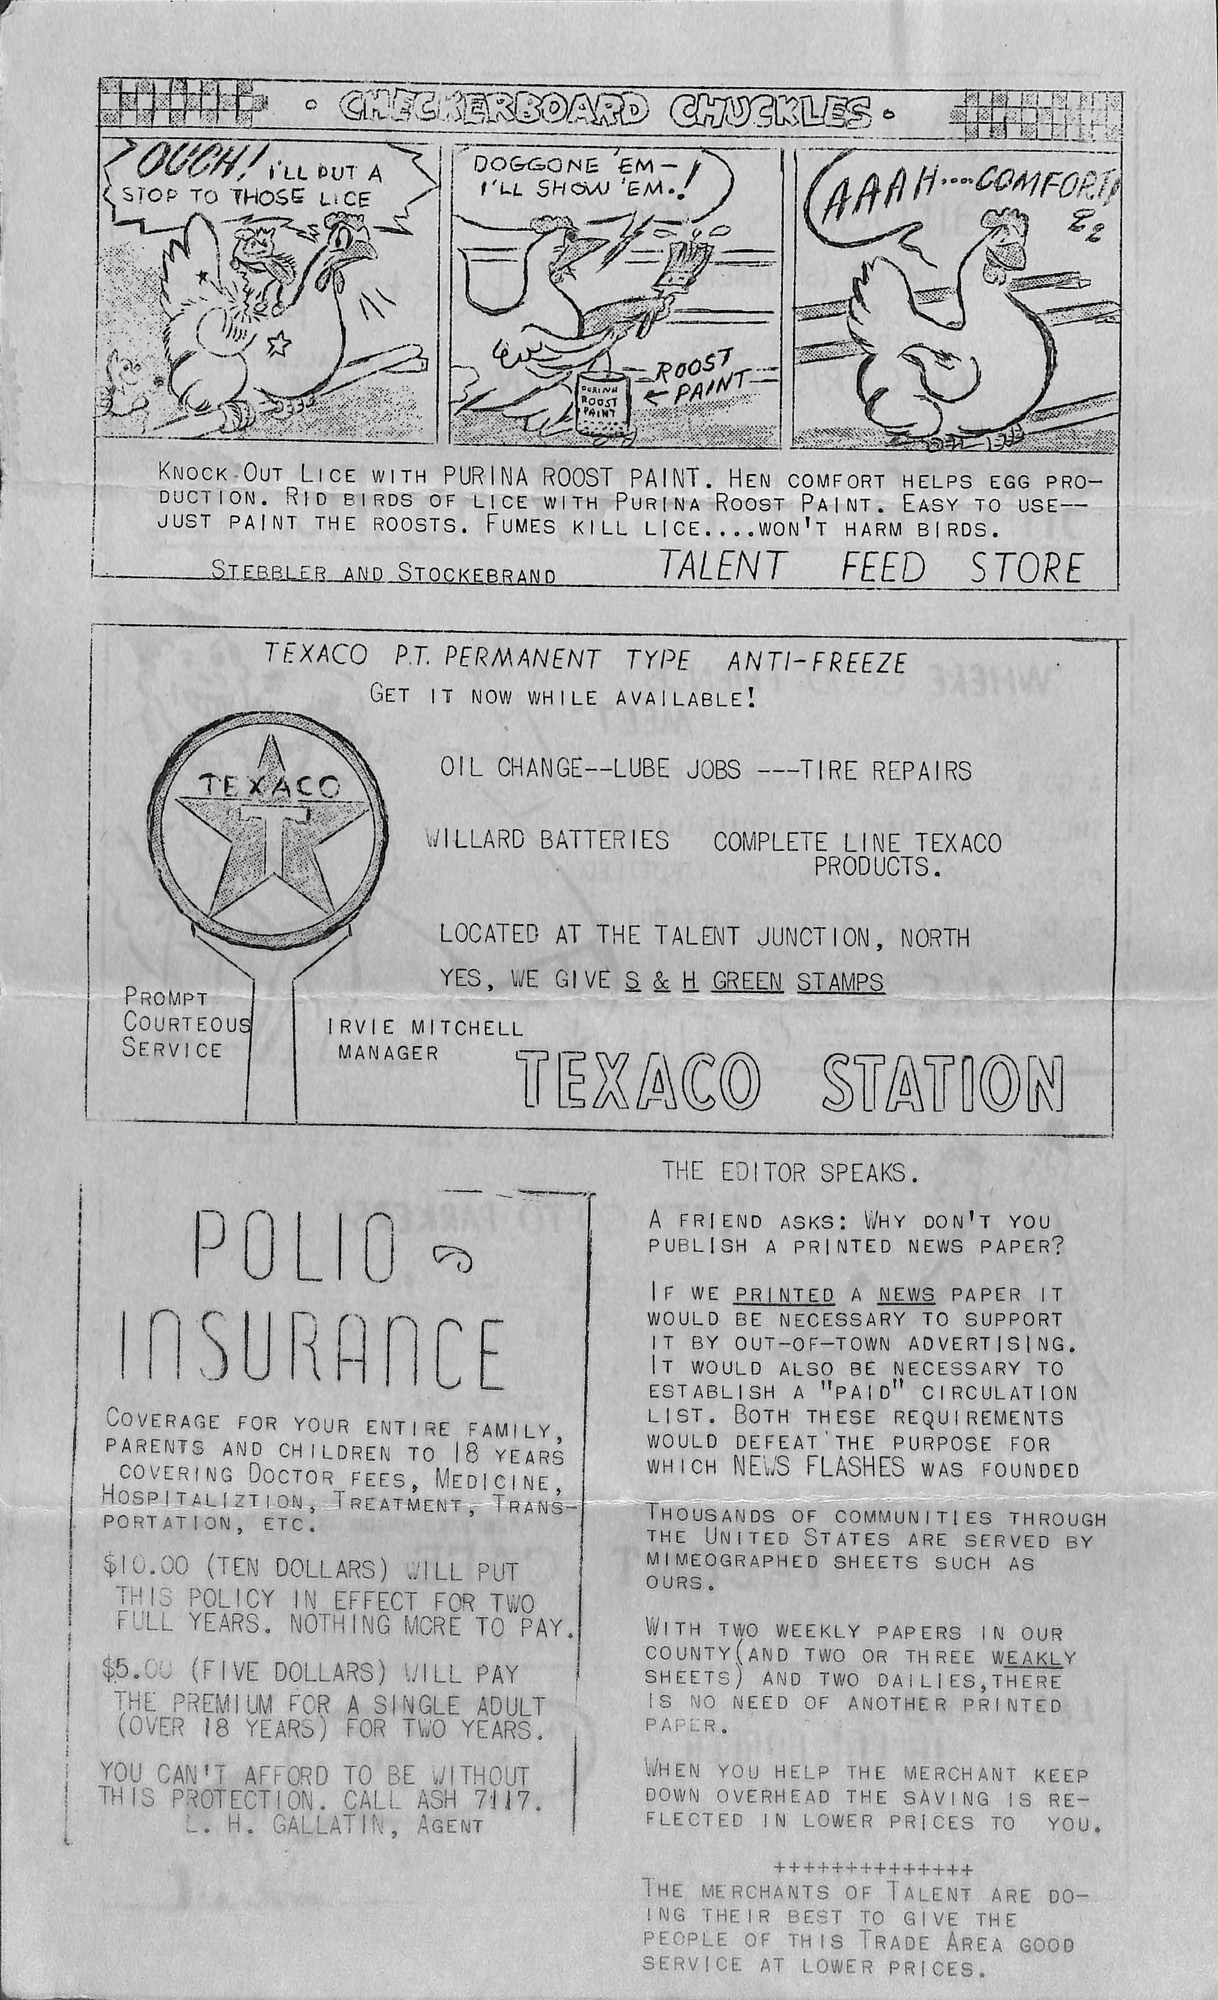 CHECKERBOARD CHUCKLES
OUCH! I'LL PUT A
STOP TO THOSE LICE
DOGGONE 'EM—
I'LL SHOW 'EM.!
ROOST
PAINT
PURINA
ROOST
PAINT
AAAH....COMFORT!
KNOCK-OUT LICE WITH PURINA ROOST PAINT. HEN COMFORT HELPS EGG PRO-
DUCTION. RID BIRDS OF LICE WITH PURINA ROOST PAINT. EASY TO USE--
JUST PAINT THE ROOSTS. FUMES KILL LICE....WON'T HARM BIRDS.
STEBBLER AND STOCKEBRAND TALENT FEED STORE
TEXACO P.T. PERMANENT TYPE ANTI-FREEZE
GET IT NOW WHILE AVAILABLE!
TEXACO
T
OIL CHANGE--LUBE JOBS ---TIRE REPAIRS
WILLARD BATTERIES COMPLETE LINE TEXACO
PRODUCTS.
LOCATED AT THE TALENT JUNCTION, NORTH
YES, WE GIVE S & H GREEN STAMPS
PROMPT
COURTEOUS
SERVICE
IRVIE MITCHELL
MANAGER
TEXACO STATION
POLIO
INSURANCE
COVERAGE FOR YOUR ENTIRE FAMILY,
PARENTS AND CHILDREN TO 18 YEARS
COVERING DOCTOR FEES, MEDICINE,
HOSPITALIZTION, TREATMENT, TRANS-
PORTATION, ETC.
$10.00 (TEN DOLLARS) WILL PUT
THIS POLICY IN EFFECT FOR TWO
FULL YEARS. NOTHING MORE TO PAY.
$5.00 (FIVE DOLLARS) WILL PAY
THE PREMIUM FOR A SINGLE ADULT
(OVER 18 YEARS) FOR TWO YEARS.
YOU CAN'T AFFORD TO BE WITHOUT
THIS PROTECTION. CALL ASH 7117.
L. H. GALLATIN, AGENT
THE EDITOR SPEAKS.
A FRIEND ASKS: WHY DON'T YOU
PUBLISH A PRINTED NEWS PAPER?
IF WE PRINTED A NEWS PAPER IT
WOULD BE NECESSARY TO SUPPORT
IT BY OUT-OF-TOWN ADVERTISING.
IT WOULD ALSO BE NECESSARY TO
ESTABLISH A "PAID" CIRCULATION
LIST. BOTH THESE REQUIREMENTS
WOULD DEFEAT THE PURPOSE FOR
WHICH NEWS FLASHES WAS FOUNDED
THOUSANDS OF COMMUNITIES THROUGH
THE UNITED STATES ARE SERVED BY
MIMEOGRAPHED SHEETS SUCH AS
OURS.
WITH TWO WEEKLY PAPERS IN OUR
COUNTY(AND TWO OR THREE WEAKLY
SHEETS) AND TWO DAILIES,THERE
IS NO NEED OF ANOTHER PRINTED
PAPER.
WHEN YOU HELP THE MERCHANT KEEP
DOWN OVERHEAD THE SAVING IS RE-
FLECTED IN LOWER PRICES TO YOU.
++++++++++++++
THE MERCHANTS OF TALENT ARE DO-
ING THEIR BEST TO GIVE THE
PEOPLE OF THIS TRADE AREA GOOD
SERVICE AT LOWER PRICES.